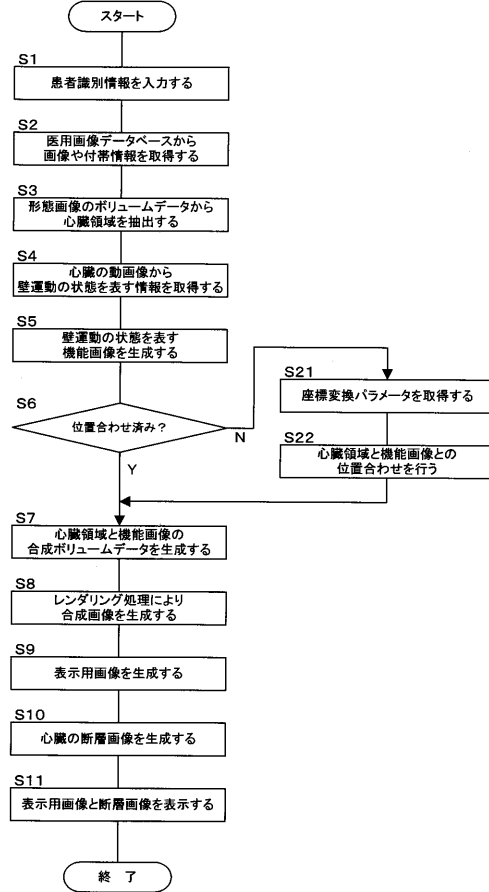 スタート
S1
患者識別情報を入力する
S2
医用画像データベースから
画像や付帯情報を取得する
S3
形態画像のボリュームデータから
心臓領域を抽出する
S4
心臓の動画像から
壁運動の状態を表す情報を取得する
S5
壁運動の状態を表す
機能画像を生成する
S6
位置合わせ済み?
N
Y
S21
座標変換パラメータを取得する
S22
心臓領域と機能画像との
位置合わせを行う
S7
心臓領域と機能画像の
合成ボリュームデータを生成する
S8
レンダリング処理により
合成画像を生成する
S9
表示用画像を生成する
S10
心臓の断層画像を生成する
S11
表示用画像と断層画像を表示する
終 了